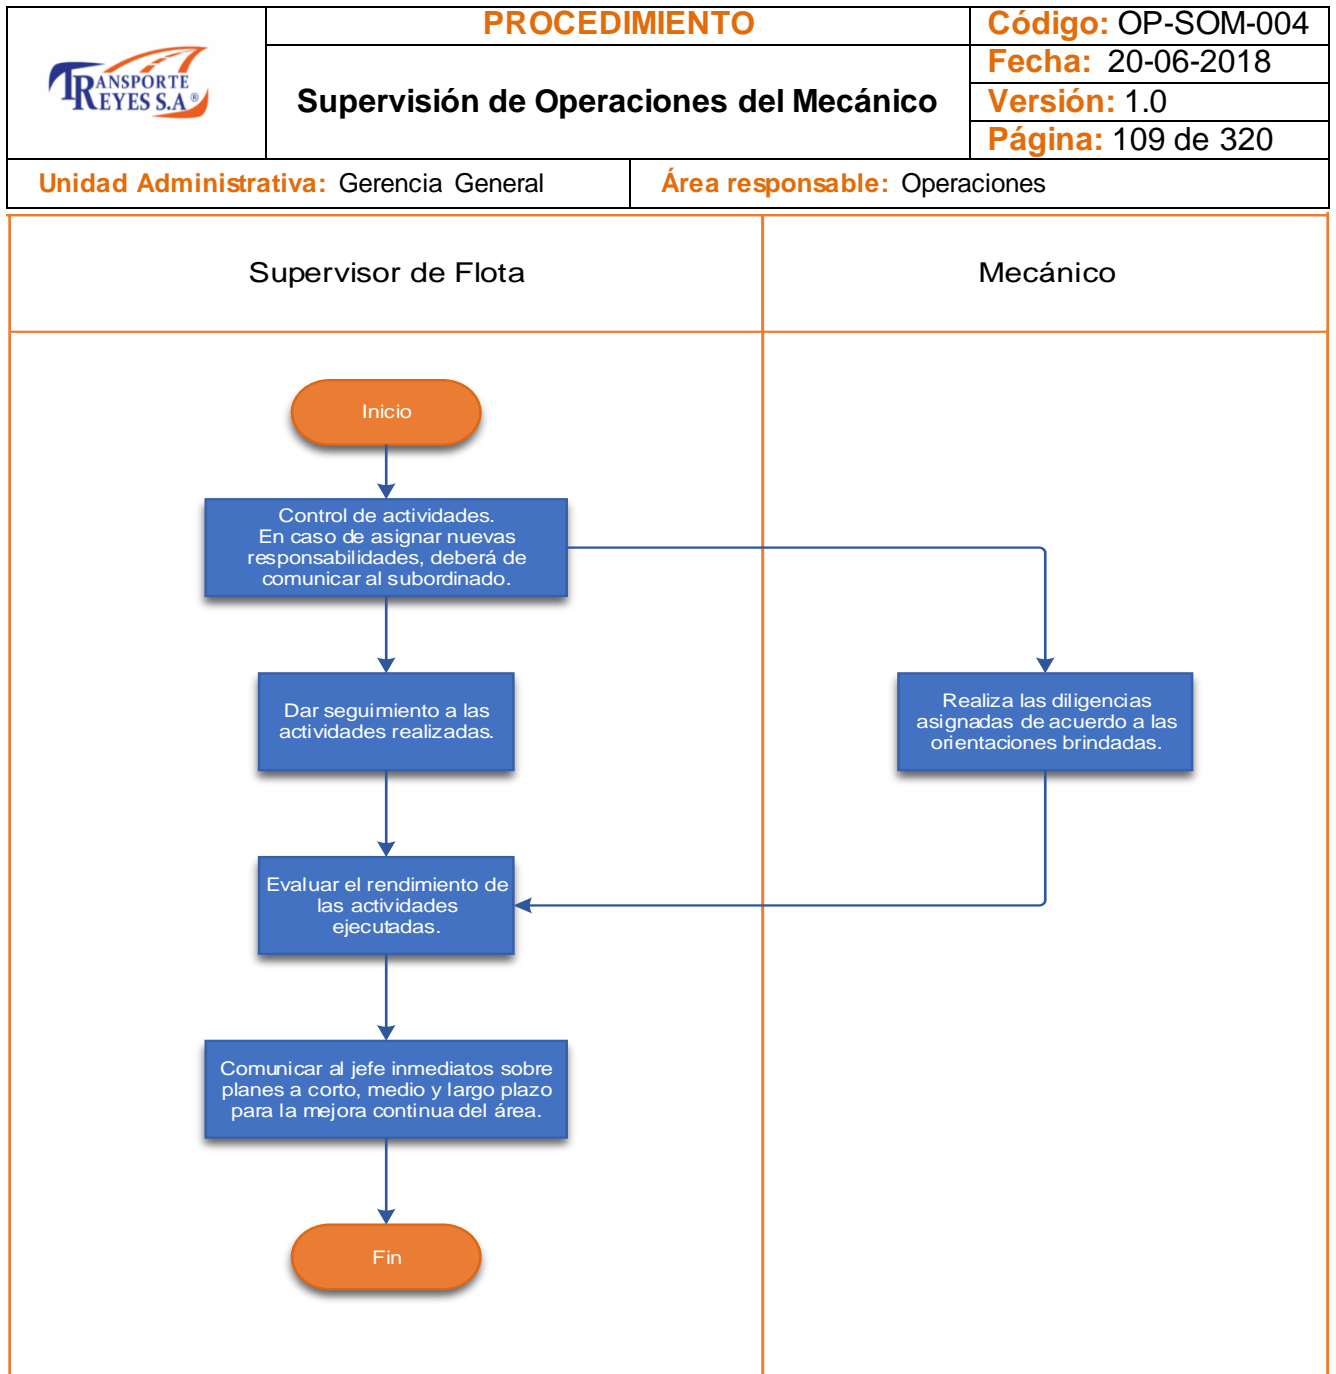 TRANSPORTE
REYES S.A ®
PROCEDIMIENTO
Supervisión de Operaciones del Mecánico
Código: OP-SOM-004
Fecha: 20-06-2018
Versión: 1.0
Página: 109 de 320
Unidad Administrativa: Gerencia General
Área responsable: Operaciones
Supervisor de Flota
Mecánico
Inicio
Control de actividades.
En caso de asignar nuevas
responsabilidades, deberá de
comunicar al subordinado.
Dar seguimiento a las
actividades realizadas.
Realiza las diligencias
asignadas de acuerdo a las
orientaciones brindadas.
Evaluar el rendimiento de
las actividades
ejecutadas.
Comunicar al jefe inmediatos sobre
planes a corto, medio y largo plazo
para la mejora continua del área.
Fin